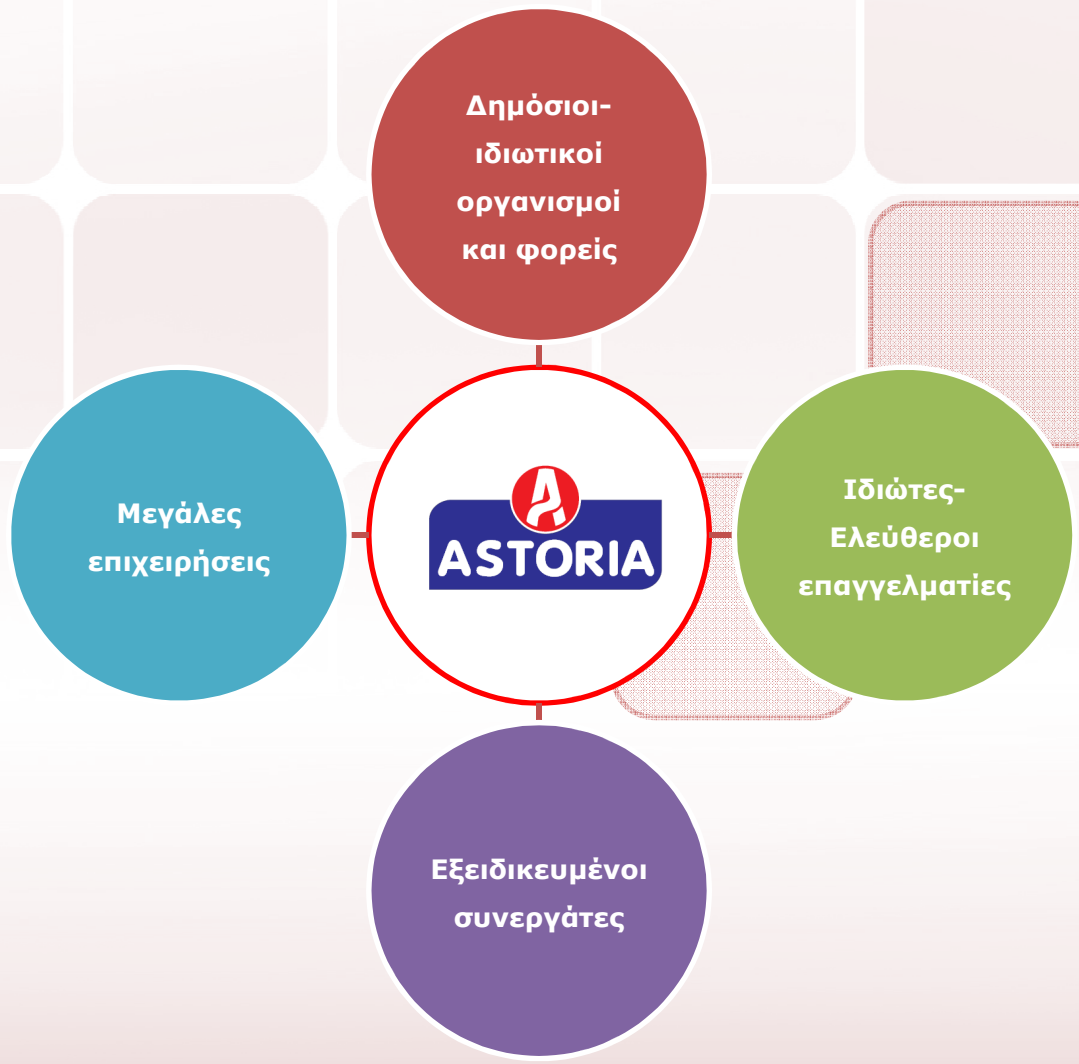 Δημόσιοι-
ιδιωτικοί
οργανισμοί
και φορείς
Μεγάλες
επιχειρήσεις
ASTORIA
Ιδιώτες-
Ελεύθεροι
επαγγελματίες
Εξειδικευμένοι
συνεργάτες